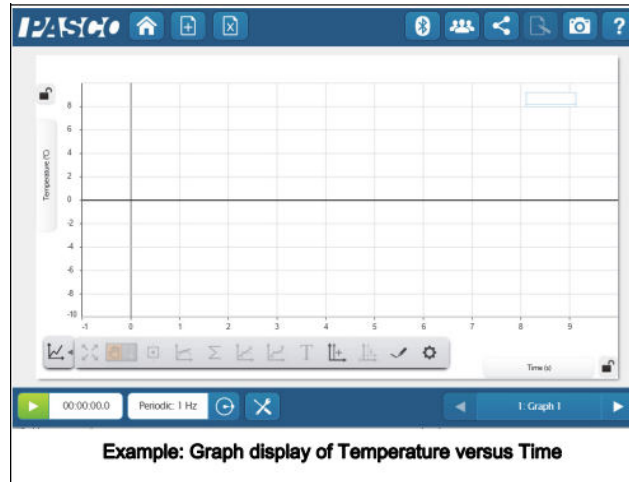 PASCO
?
8
6
Temperature (°C)
4
2
0
-2
-4
-6
-8
-10
-1 0 1 2 3 4 5 6 7 8 9
Σ T
Time (s)
00:00:00.0 Periodic: 1 Hz 1: Graph 1
Example: Graph display of Temperature versus Time